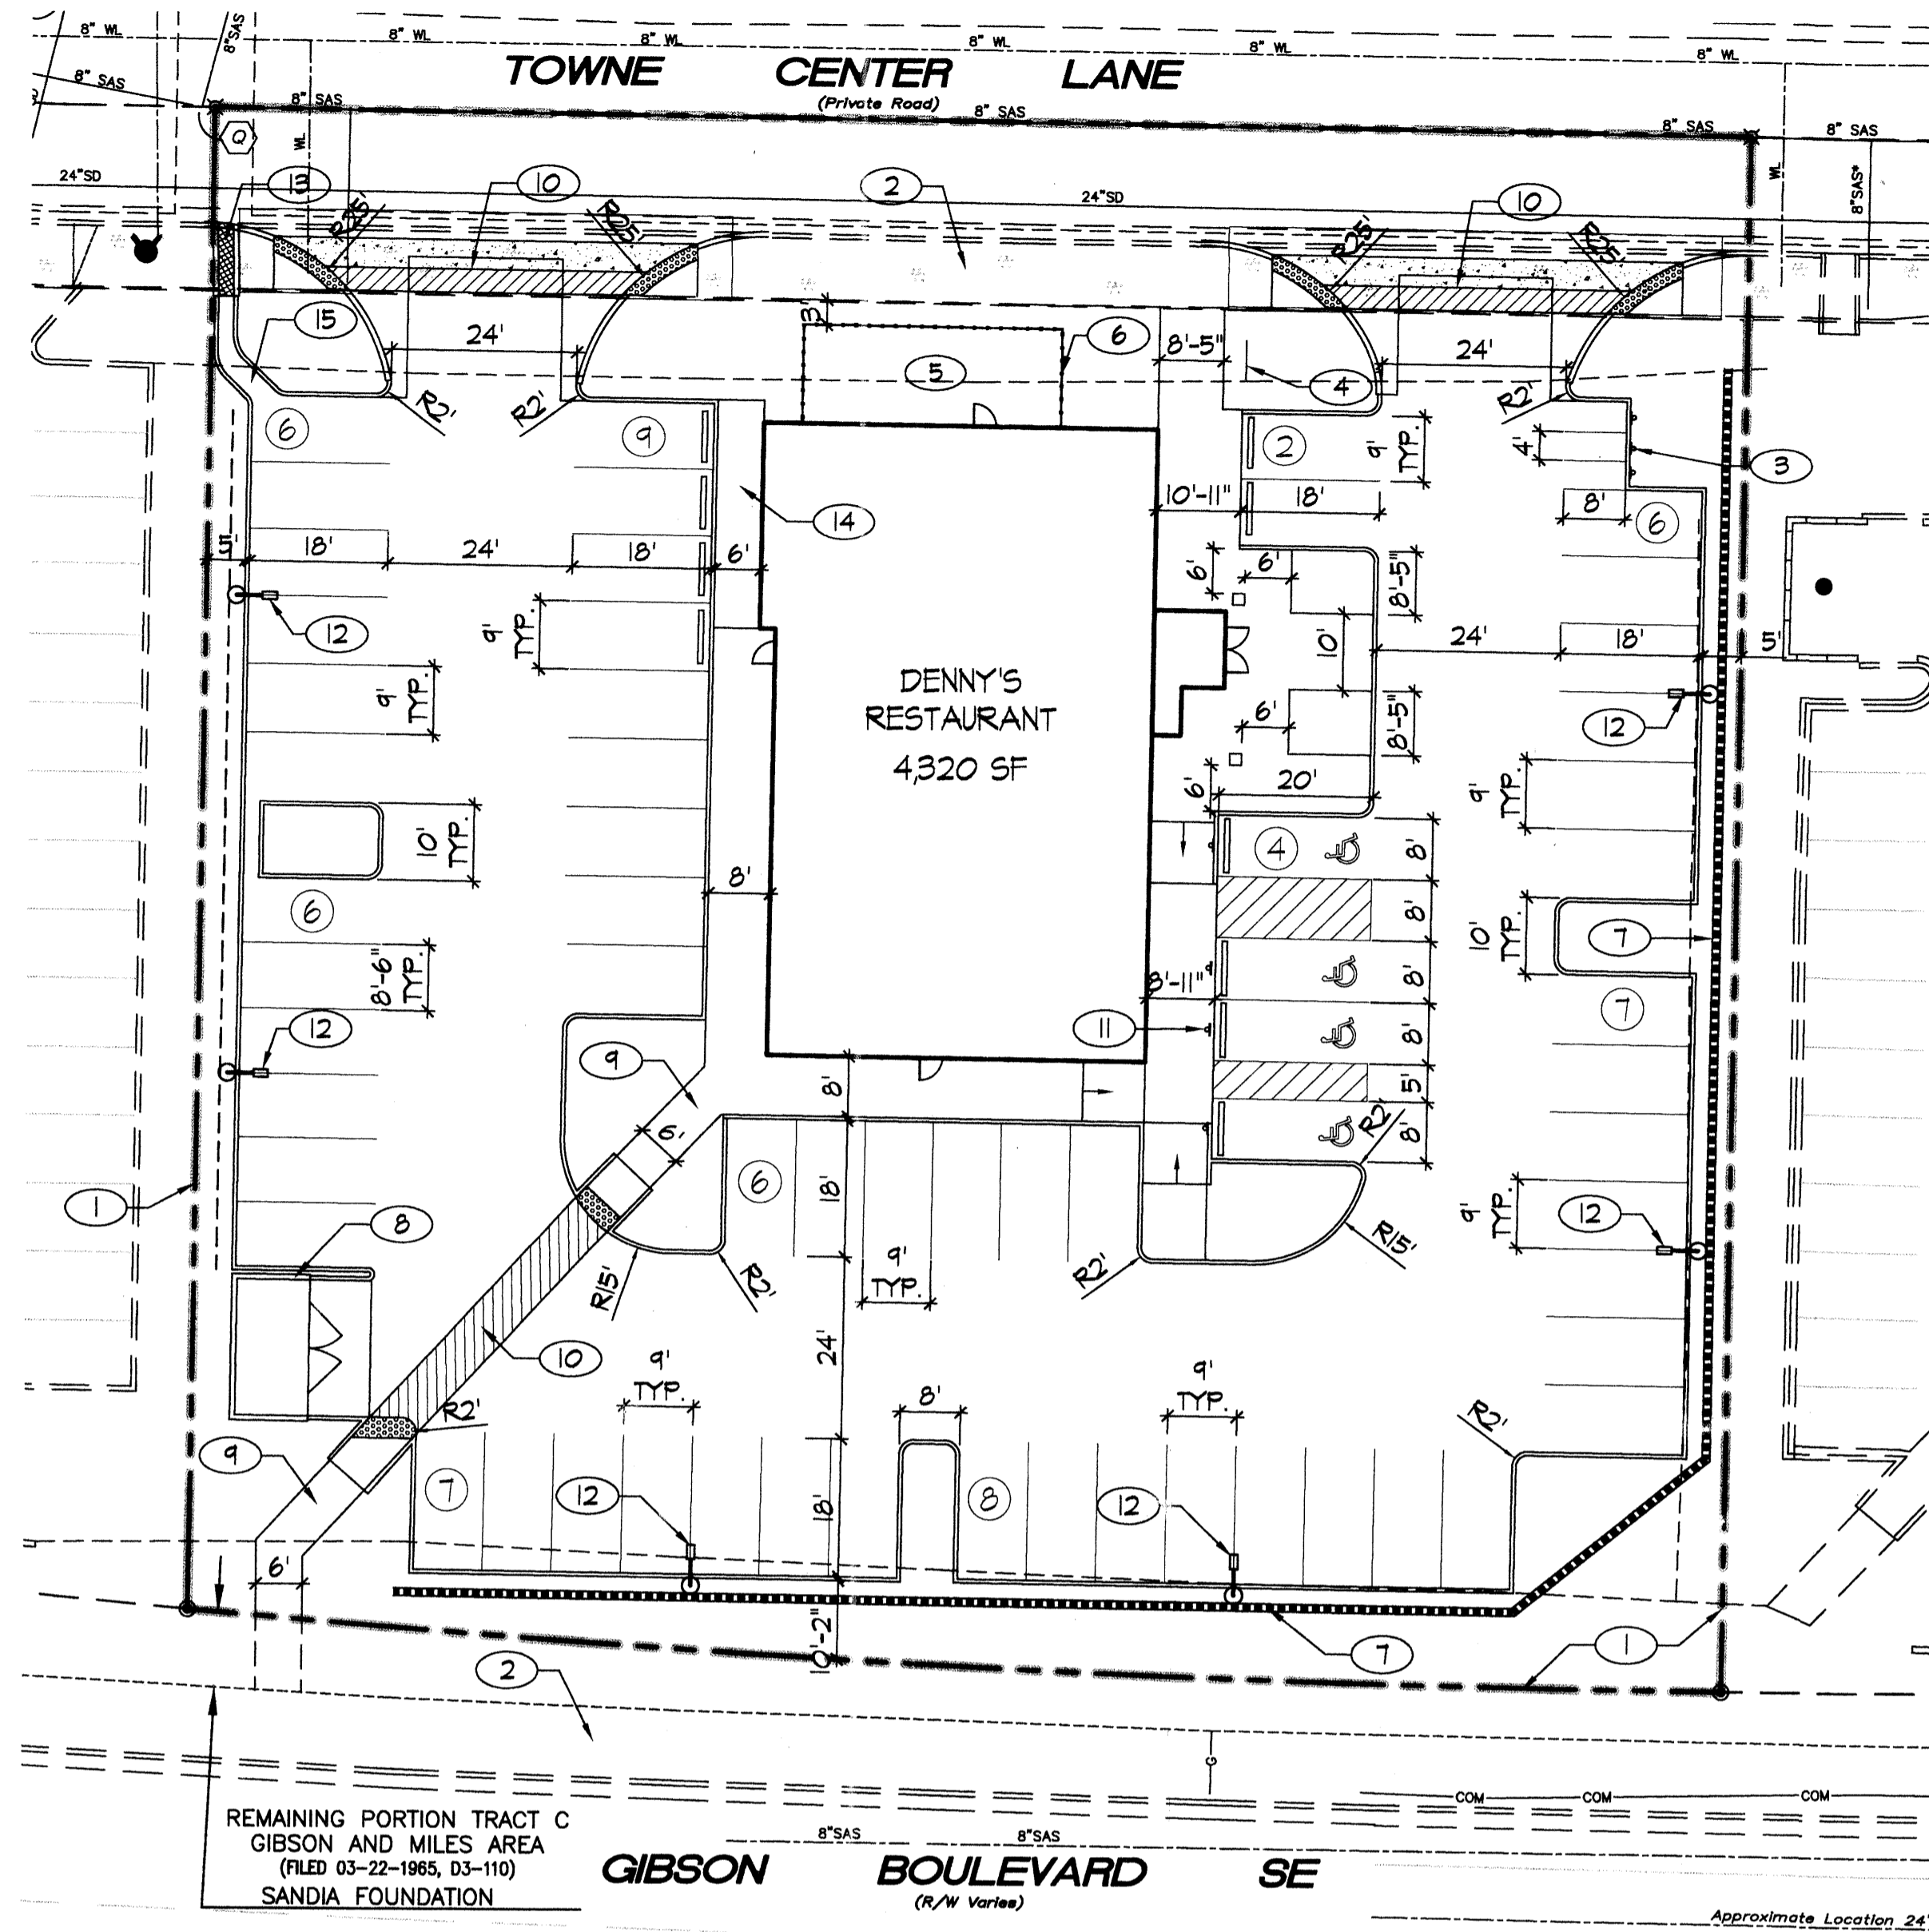 8" WL
8"SAS
8" WL
8" WL
8" WL
8" WL
8" WL
TOWNE CENTER LANE
(Private Road)
8" SAS
8" SAS
8" SAS
8" SAS
8" SAS
Q
WL
WL
8"SAS*
24"SD
24"SD
13
10
2
10
R25'
R25'
R25'
R25'
15
24'
3'
6
8'-5"
24'
5
4
R2'
R2'
R2'
6
9
2
9'
TYP.
4'
3
14
10'-11"
18'
8'
6
5'
18'
24'
18'
6'
6'
6'
8'-5"
12
9'
TYP.
10'
24'
18'
5'
9'
TYP.
DENNY'S
RESTAURANT
4,320 SF
6'
8'-5"
12
6'
20'
9'
TYP.
10'
TYP.
4
8'
8'
8'
10'
TYP.
7
6
8'-6"
TYP.
8'-11"
8'
7
12
11
8'
9
8'
5'
6'
R2'
8'
6
18'
1
8
9'
TYP.
12
R15'
R2'
9'
TYP.
R2'
R15'
10
24'
9'
TYP.
8'
9'
TYP.
R2'
R2'
9
7
12
18'
8
12
6'
10'-2"
7
1
2
G
COM
COM
COM
REMAINING PORTION TRACT C
GIBSON AND MILES AREA
(FILED 03-22-1965, D3-110)
SANDIA FOUNDATION
8"SAS
8"SAS
GIBSON BOULEVARD SE
(R/W Varies)
Approximate Location 24"